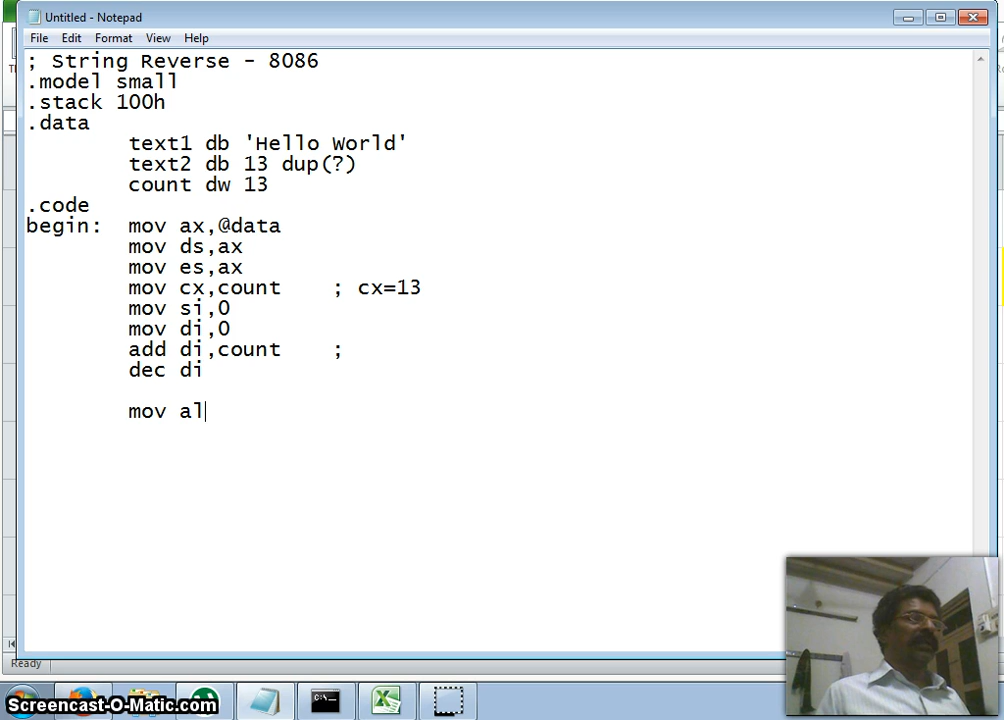 Untitled - Notepad
File Edit Format View Help
; String Reverse - 8086
.model small
.stack 100h
.data
text1 db 'Hello World'
text2 db 13 dup(?)
count dw 13
.code
begin: mov ax,@data
mov ds,ax
mov es,ax
mov cx,count ; cx=13
mov si,0
mov di,0
add di,count ;
dec di
mov al
Ready
Screencast-O-Matic.com